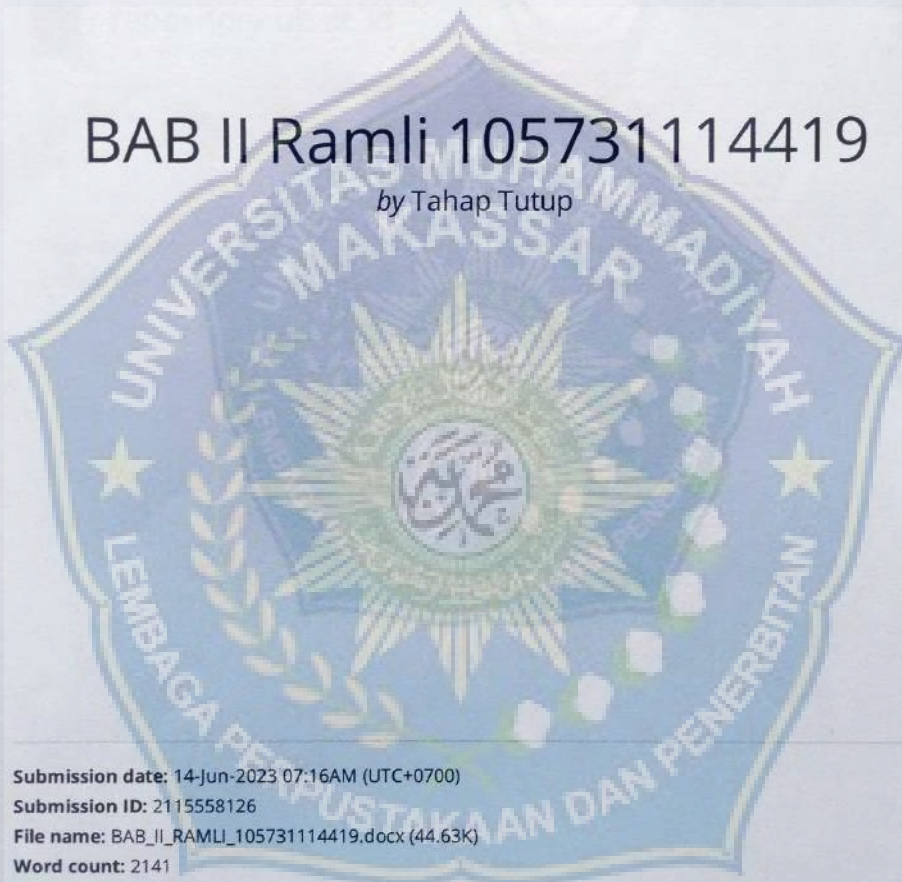 BAB II Ramli 105731114419
by Tahap Tutup
UNIVERSITAS MUHAMMADIYAH
MAKASSAR
محمدية
LEMBAGA PERPUSTAKAAN DAN PENERBITAN
Submission date: 14-Jun-2023 07:16AM (UTC+0700)
Submission ID: 2115558126
File name: BAB_II_RAMLI_105731114419.docx (44.63K)
Word count: 2141